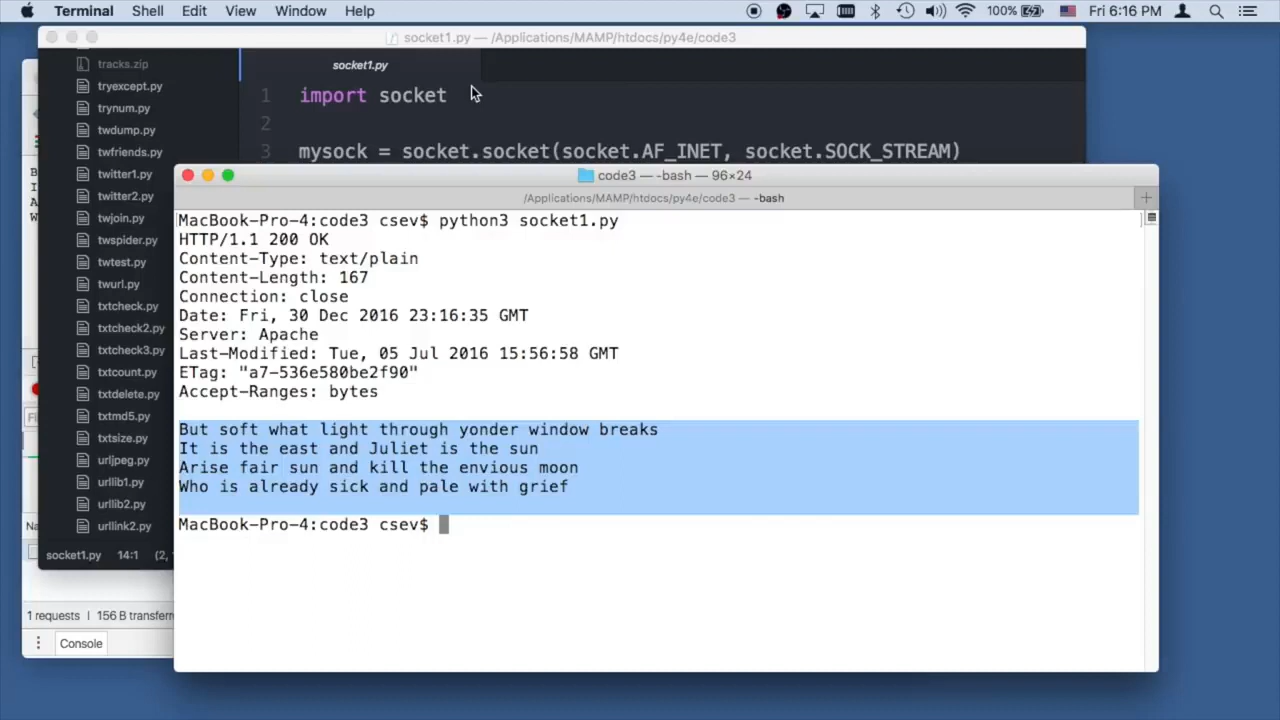 Terminal Shell Edit View Window Help 100% Fri 6:16 PM
socket1.py — /Applications/MAMP/htdocs/py4e/code3
tracks.zip
tryexcept.py
trynum.py
twdump.py
twfriends.py
twitter1.py
twitter2.py
twjoin.py
twspider.py
twtest.py
twurl.py
txtcheck.py
txtcheck2.py
txtcheck3.py
txtcount.py
txtdelete.py
txtmd5.py
txtsize.py
urljpeg.py
urllib1.py
urllib2.py
urllink2.py
socket1.py 14:1 (2,
socket1.py
1 import socket
2
3 mysock = socket.socket(socket.AF_INET, socket.SOCK_STREAM)
code3 — -bash — 96×24
/Applications/MAMP/htdocs/py4e/code3 — -bash
MacBook-Pro-4:code3 csev$ python3 socket1.py
HTTP/1.1 200 OK
Content-Type: text/plain
Content-Length: 167
Connection: close
Date: Fri, 30 Dec 2016 23:16:35 GMT
Server: Apache
Last-Modified: Tue, 05 Jul 2016 15:56:58 GMT
ETag: "a7-536e580be2f90"
Accept-Ranges: bytes
But soft what light through yonder window breaks
It is the east and Juliet is the sun
Arise fair sun and kill the envious moon
Who is already sick and pale with grief
MacBook-Pro-4:code3 csev$
1 requests | 156 B transferr
Console